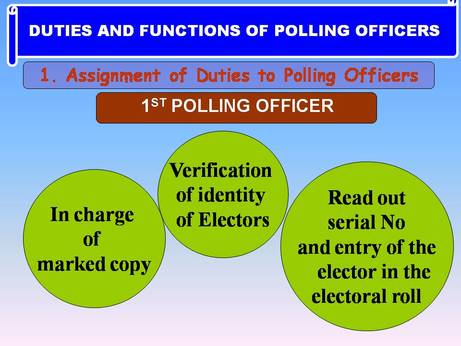 DUTIES AND FUNCTIONS OF POLLING OFFICERS
1. Assignment of Duties to Polling Officers
1ST POLLING OFFICER
In charge
of
marked copy
Verification
of identity
of Electors
Read out
serial No
and entry of the
elector in the
electoral roll